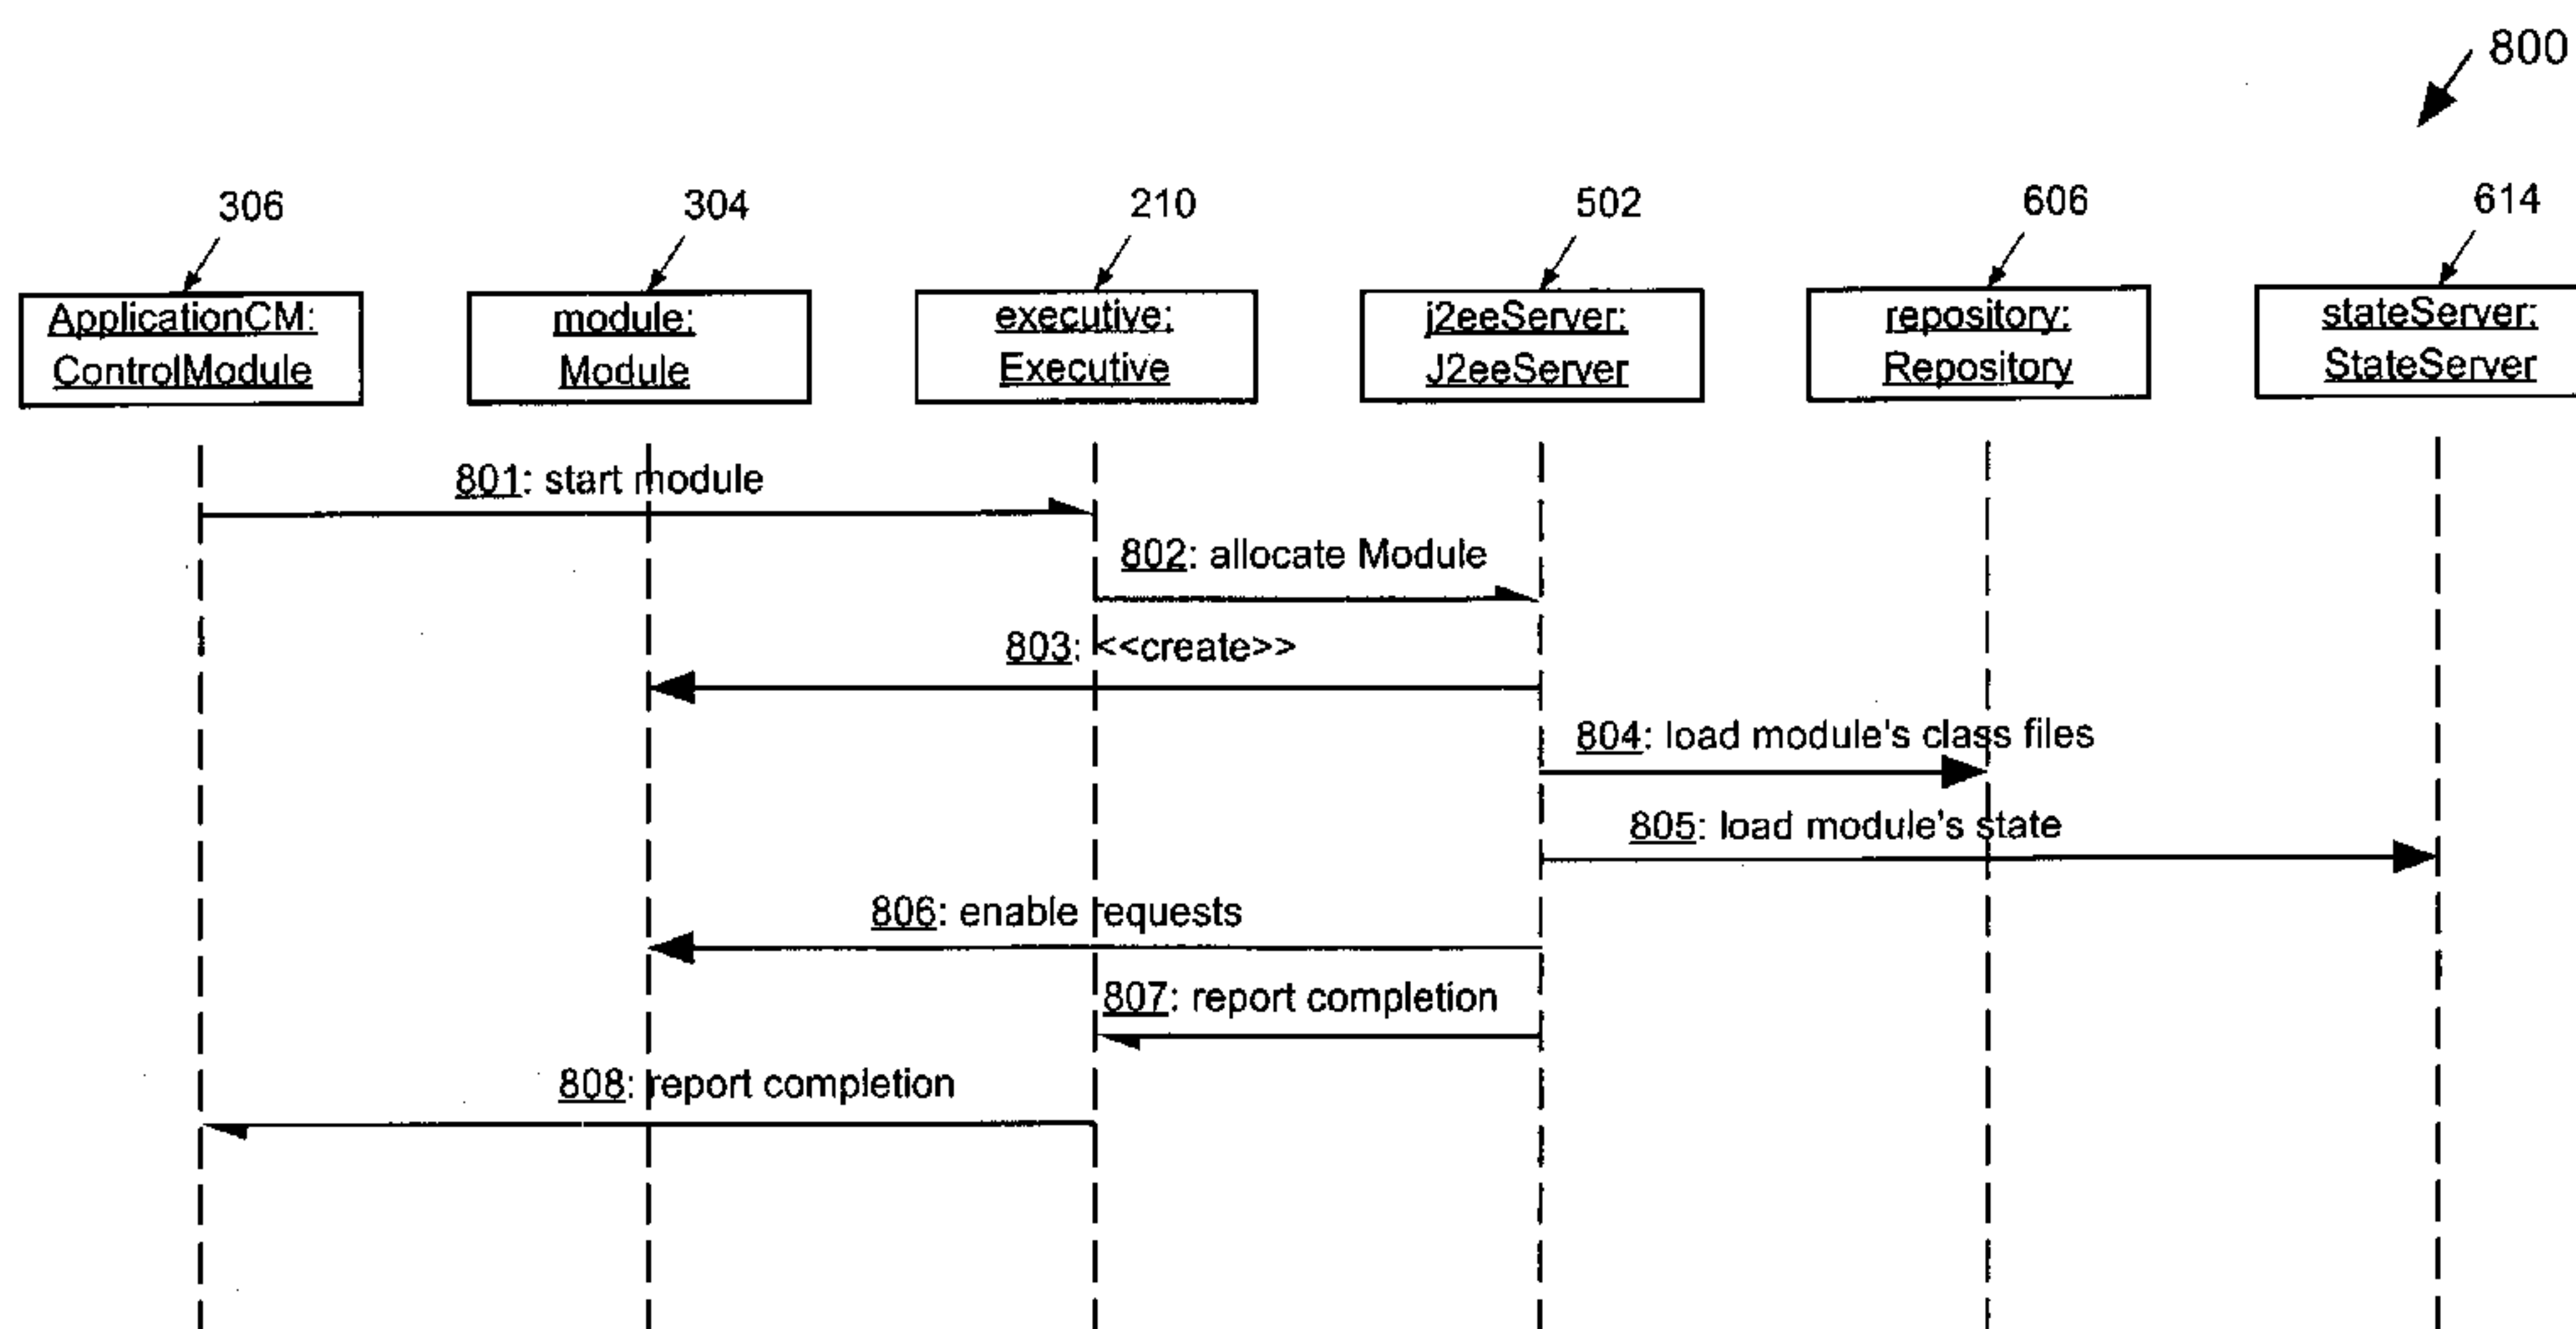 800
306
304
210
502
606
614
ApplicationCM:
ControlModule
module:
Module
executive:
Executive
j2eeServer:
J2eeServer
repository:
Repository
stateServer:
StateServer
801: start module
802: allocate Module
803: <<create>>
804: load module's class files
805: load module's state
806: enable requests
807: report completion
808: report completion